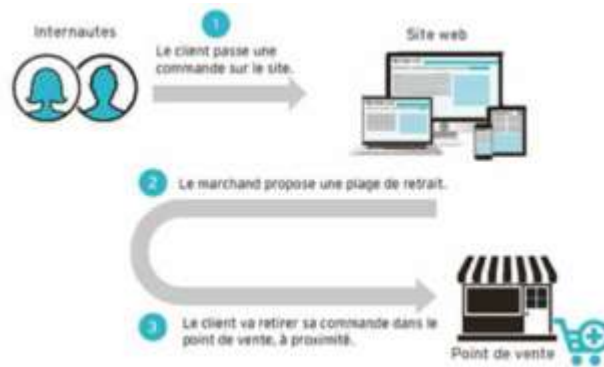 Internautes
1
Le client passe une
commande sur le site.
Site web
2
Le marchand propose une plage de retrait.
3
Le client va retirer sa commande dans le
point de vente, à proximité.
Point de vente